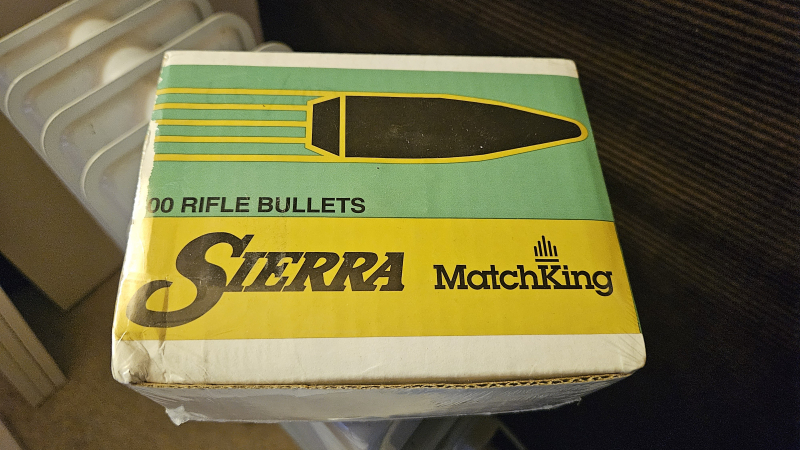 00 RIFLE BULLETS
SIERRA
MatchKing